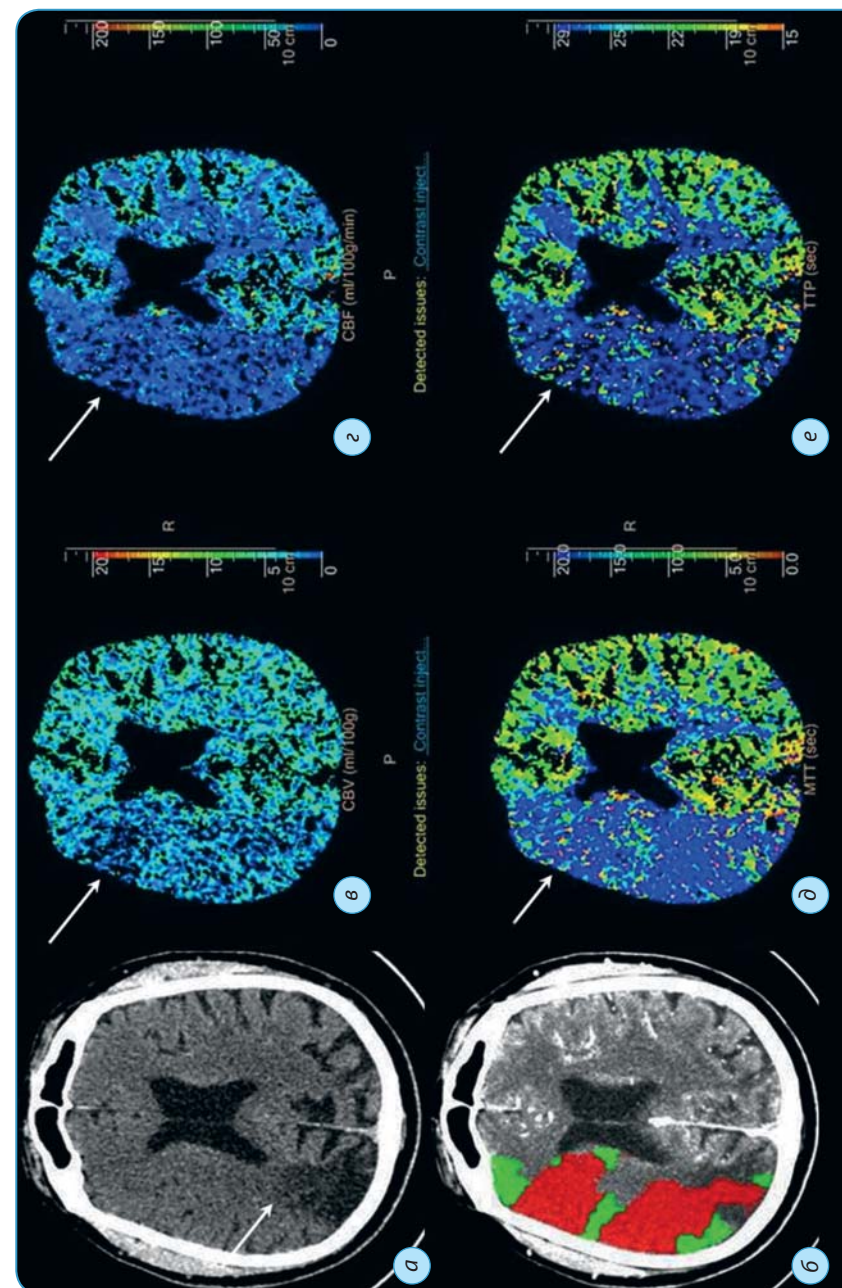 а
б
в
CBV (ml/100g)
20
15
10
5
0
10 cm
R
P
Detected issues: Contrast inject...
г
CBF (ml/100g/min)
200
150
100
50
0
10 cm
P
Detected issues: Contrast inject...
д
MTT (sec)
20.0
15.0
10.0
5.0
0.0
10 cm
R
е
TTP (sec)
29
25
22
19
15
10 cm